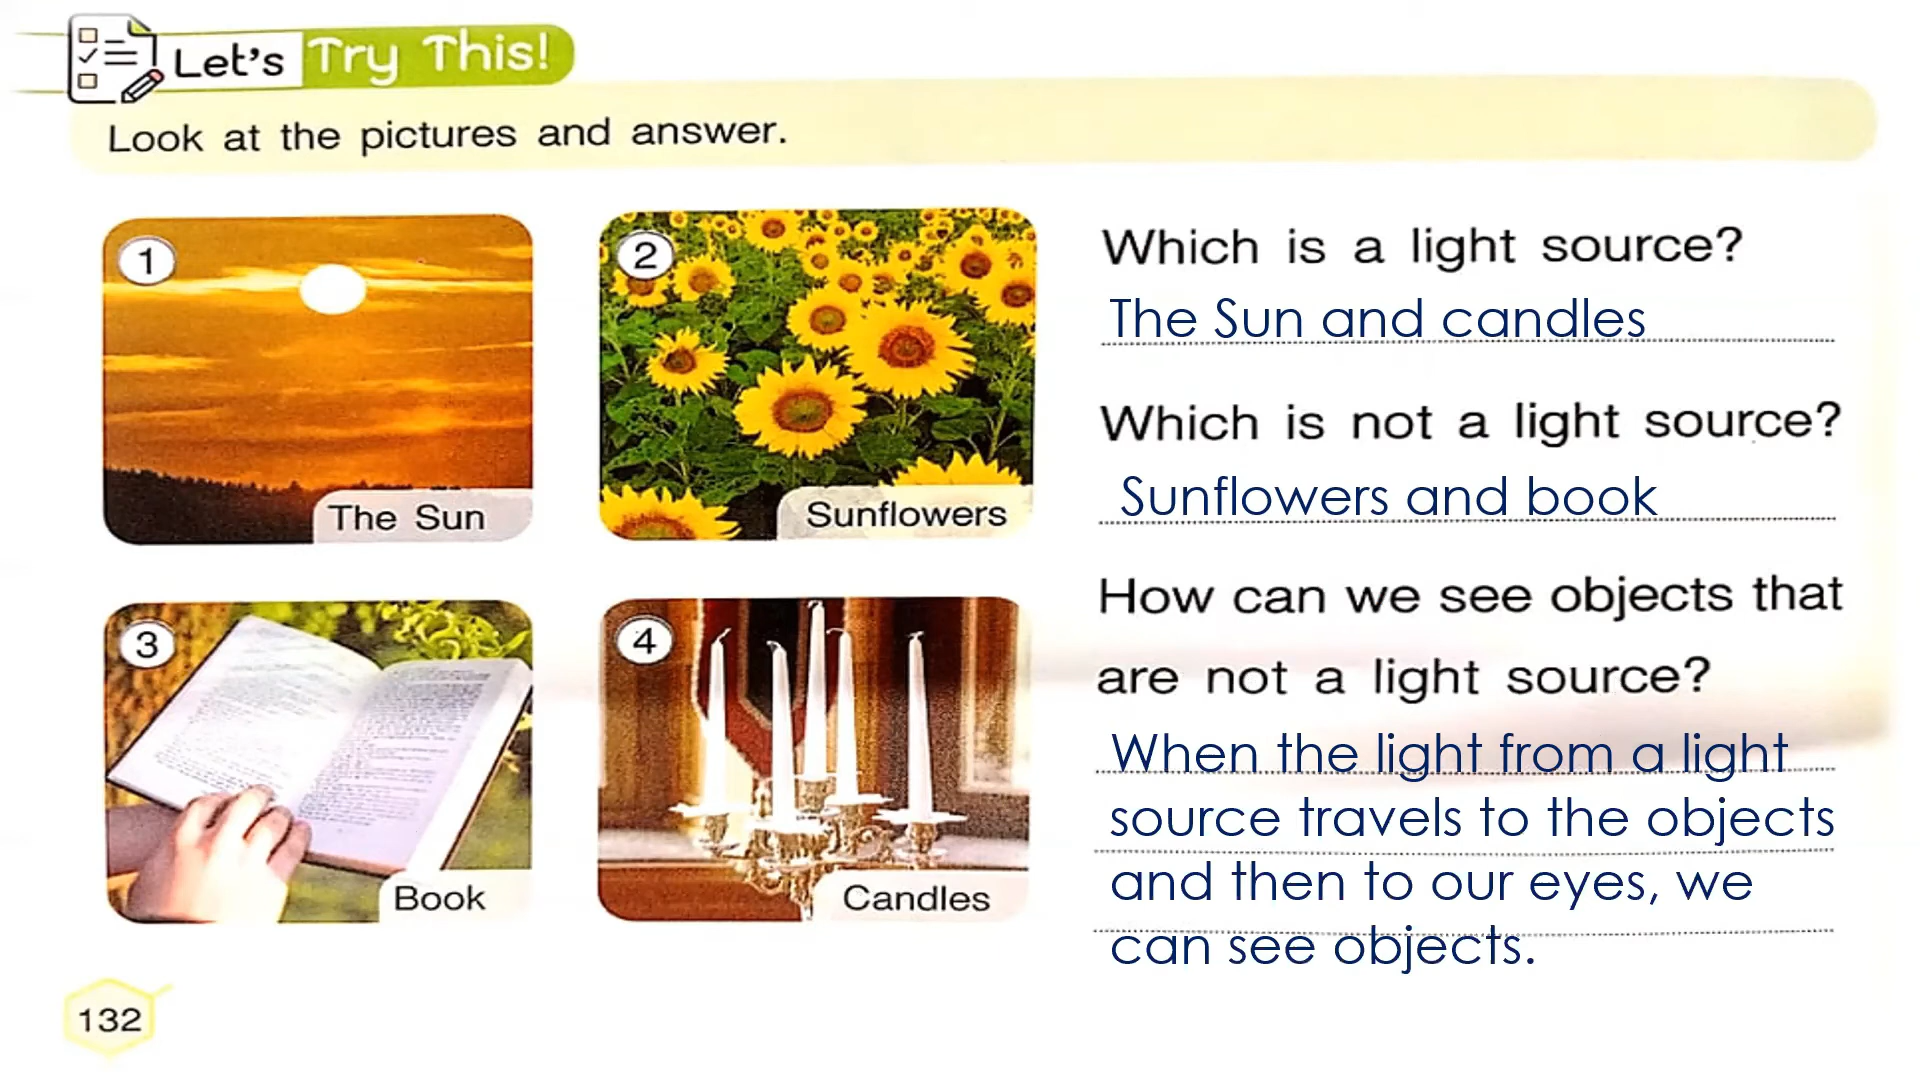 Let's Try This!
Look at the pictures and answer.
1
The Sun
2
Sunflowers
3
Book
4
Candles
Which is a light source?
The Sun and candles
Which is not a light source?
Sunflowers and book
How can we see objects that
are not a light source?
When the light from a light
source travels to the objects
and then to our eyes, we
can see objects.
132